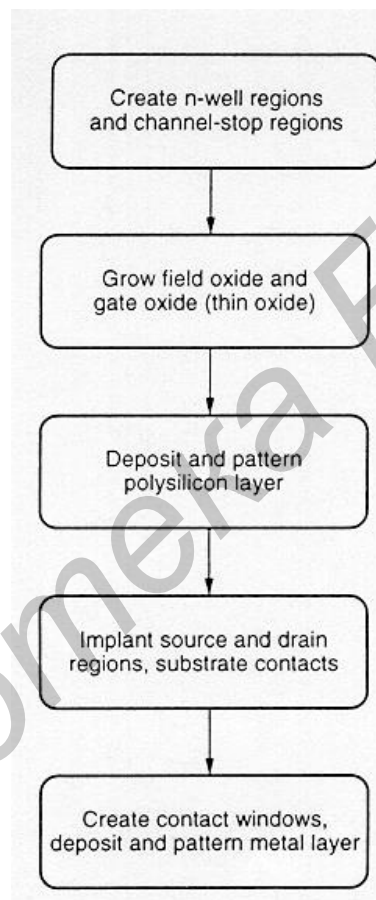 Create n-well regions
and channel-stop regions
Grow field oxide and
gate oxide (thin oxide)
Deposit and pattern
polysilicon layer
Implant source and drain
regions, substrate contacts
Create contact windows,
deposit and pattern metal layer